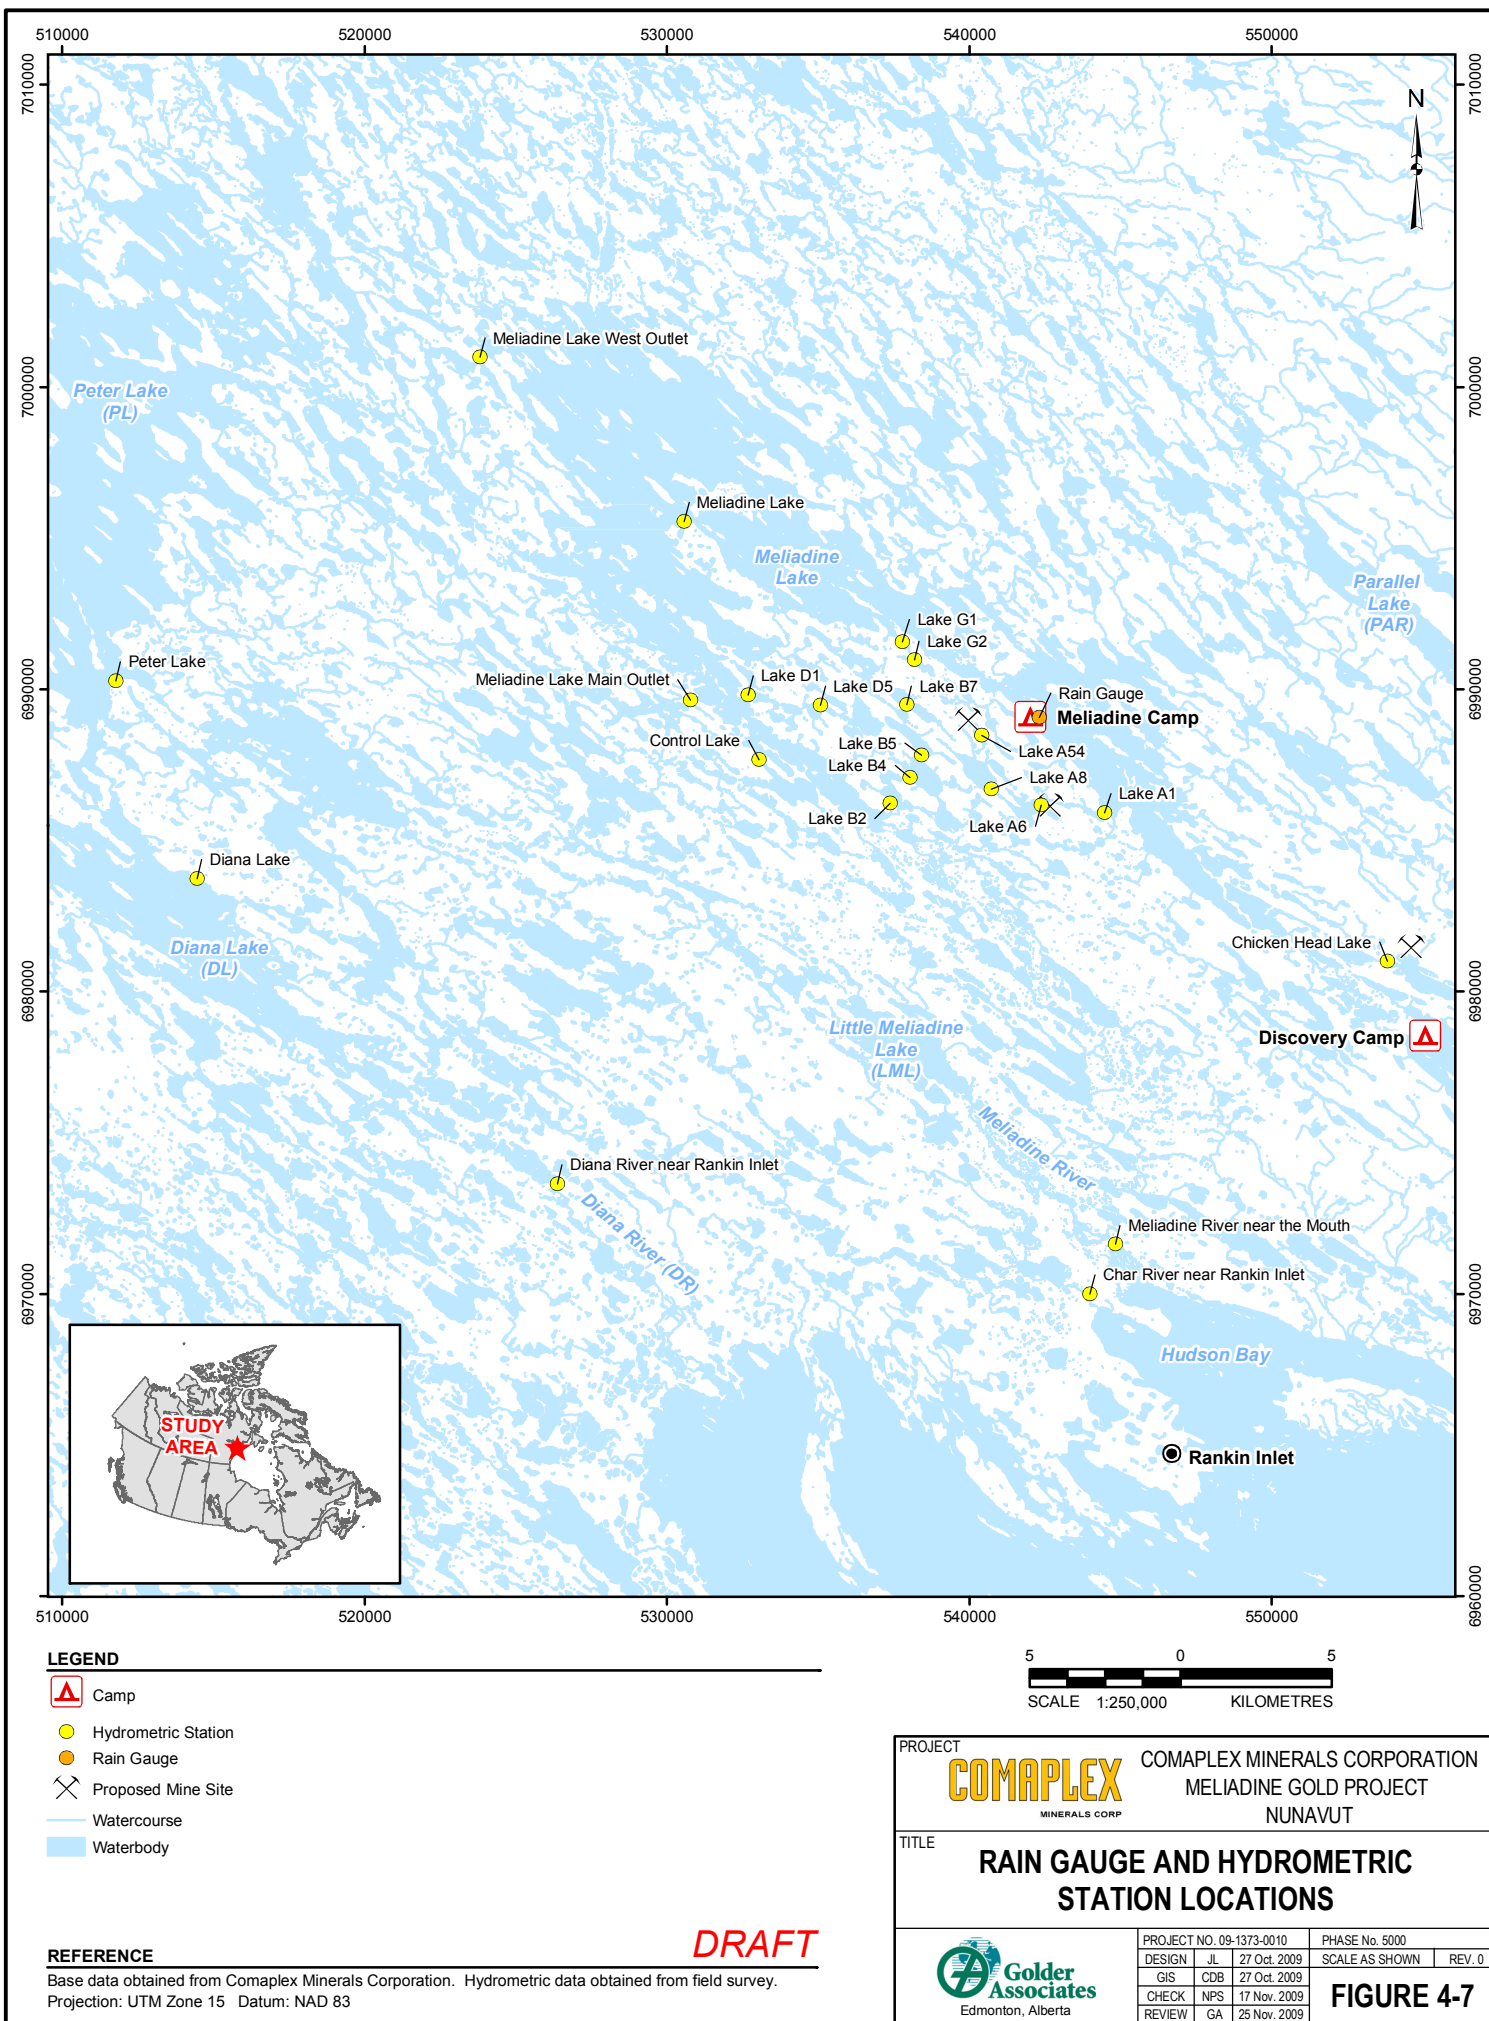 510000
520000
530000
540000
550000
7010000
7010000
N
Meliadine Lake West Outlet
7000000
7000000
Peter Lake
(PL)
Meliadine Lake
Meliadine
Lake
Parallel
Lake
(PAR)
Lake G1
Lake G2
Peter Lake
Meliadine Lake Main Outlet
Lake D1
Lake D5
Lake B7
6990000
6990000
Rain Gauge
Meliadine Camp
Control Lake
Lake B5
Lake A54
Lake B4
Lake A8
Lake A1
Lake B2
Lake A6
Diana Lake
Diana Lake
(DL)
Chicken Head Lake
6980000
6980000
Little Meliadine
Lake
(LML)
Discovery Camp
Meliadine River
Diana River near Rankin Inlet
Diana River (DR)
Meliadine River near the Mouth
Char River near Rankin Inlet
6970000
6970000
Hudson Bay
STUDY
AREA
Rankin Inlet
6960000
510000
520000
530000
540000
550000
LEGEND
Camp
Hydrometric Station
Rain Gauge
Proposed Mine Site
Watercourse
Waterbody
5 0 5
SCALE 1:250,000 KILOMETRES
PROJECT
COMAPLEX
MINERALS CORP
COMAPLEX MINERALS CORPORATION
MELIADINE GOLD PROJECT
NUNAVUT
TITLE
RAIN GAUGE AND HYDROMETRIC
STATION LOCATIONS
DRAFT
REFERENCE
Base data obtained from Comaplex Minerals Corporation. Hydrometric data obtained from field survey.
Projection: UTM Zone 15 Datum: NAD 83
Golder
Associates
Edmonton, Alberta
PROJECT NO. 09-1373-0010 PHASE No. 5000
DESIGN JL 27 Oct. 2009 SCALE AS SHOWN REV. 0
GIS CDB 27 Oct. 2009
CHECK NPS 17 Nov. 2009
REVIEW GA 25 Nov. 2009
FIGURE 4-7